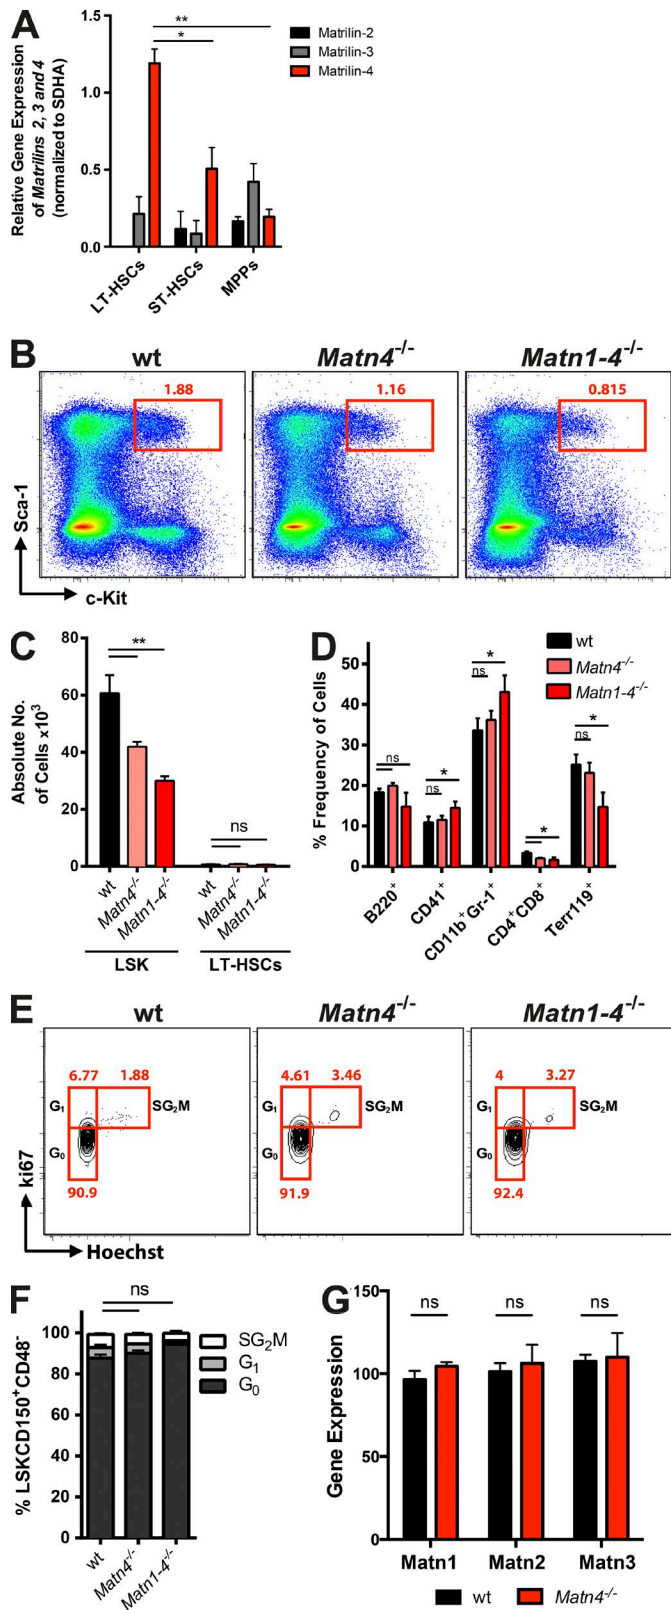 A
Relative Gene Expression
of Matrilins 2, 3 and 4
(normalized to SDHA)
1.5
1.0
0.5
0.0
**
*
Matrilin-2
Matrilin-3
Matrilin-4
LT-HSCs
ST-HSCs
MPPs
B
wt
Matn4-/-
Matn1-4-/-
1.88
1.16
0.815
Sca-1
c-Kit
C
Absolute No.
of Cells x10³
80
60
40
20
0
**
ns
wt
Matn4-/-
Matn1-4-/-
wt
Matn4-/-
Matn1-4-/-
LSK
LT-HSCs
D
% Frequency of Cells
50
40
30
20
10
0
wt
Matn4-/-
Matn1-4-/-
ns
ns
*
ns
*
*
ns
*
B220+
CD41+
CD11b+Gr-1+
CD4+CD8+
Terr119+
E
wt
Matn4-/-
Matn1-4-/-
6.77
1.88
G1
SG2M
G0
90.9
4.61
3.46
G1
SG2M
G0
91.9
4
3.27
G1
SG2M
G0
92.4
ki67
Hoechst
F
% LSKCD150+CD48-
100
80
60
40
20
0
ns
SG2M
G1
G0
wt
Matn4-/-
Matn1-4-/-
G
Gene Expression
150
100
50
0
ns
ns
ns
Matn1
Matn2
Matn3
wt
Matn4-/-